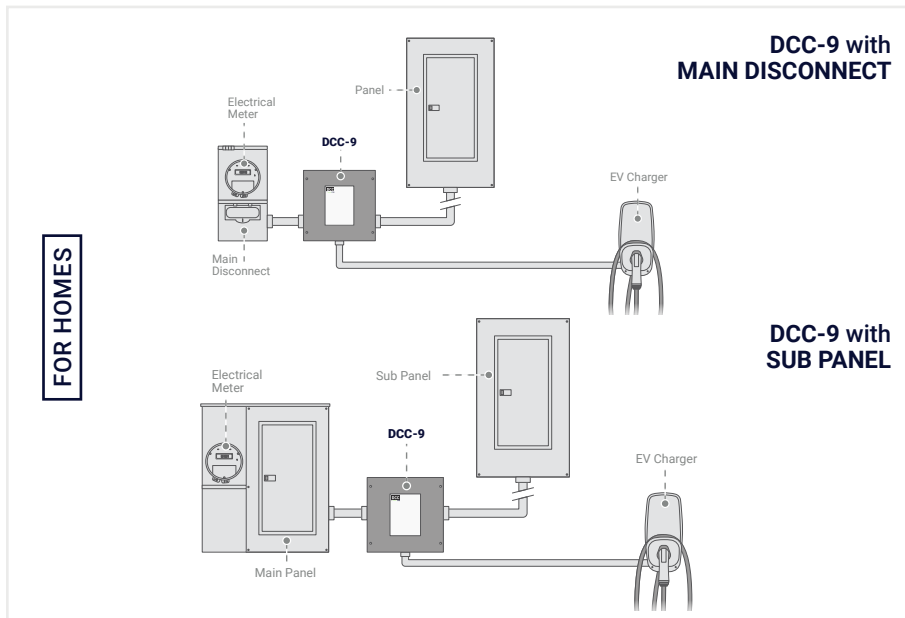 FOR HOMES
DCC-9 with
MAIN DISCONNECT
Panel
Electrical
Meter
DCC-9
EV Charger
Main
Disconnect
DCC-9 with
SUB PANEL
Electrical
Meter
Sub Panel
DCC-9
EV Charger
Main Panel